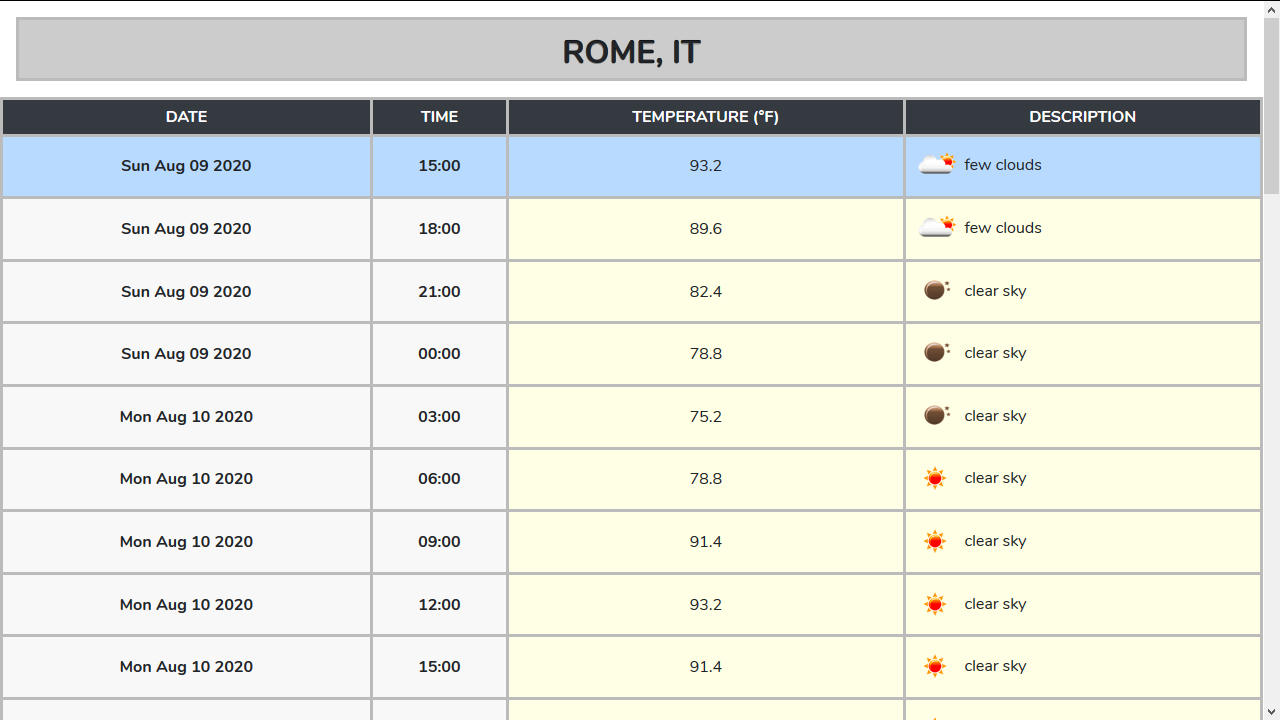 ROME, IT
DATE TIME TEMPERATURE (°F) DESCRIPTION
Sun Aug 09 2020 15:00 93.2 few clouds
Sun Aug 09 2020 18:00 89.6 few clouds
Sun Aug 09 2020 21:00 82.4 clear sky
Sun Aug 09 2020 00:00 78.8 clear sky
Mon Aug 10 2020 03:00 75.2 clear sky
Mon Aug 10 2020 06:00 78.8 clear sky
Mon Aug 10 2020 09:00 91.4 clear sky
Mon Aug 10 2020 12:00 93.2 clear sky
Mon Aug 10 2020 15:00 91.4 clear sky